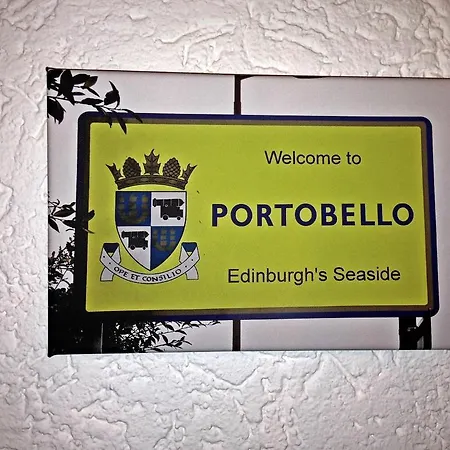 Welcome to
PORTOBELLO
Edinburgh's Seaside
OPE ET CONSILIO